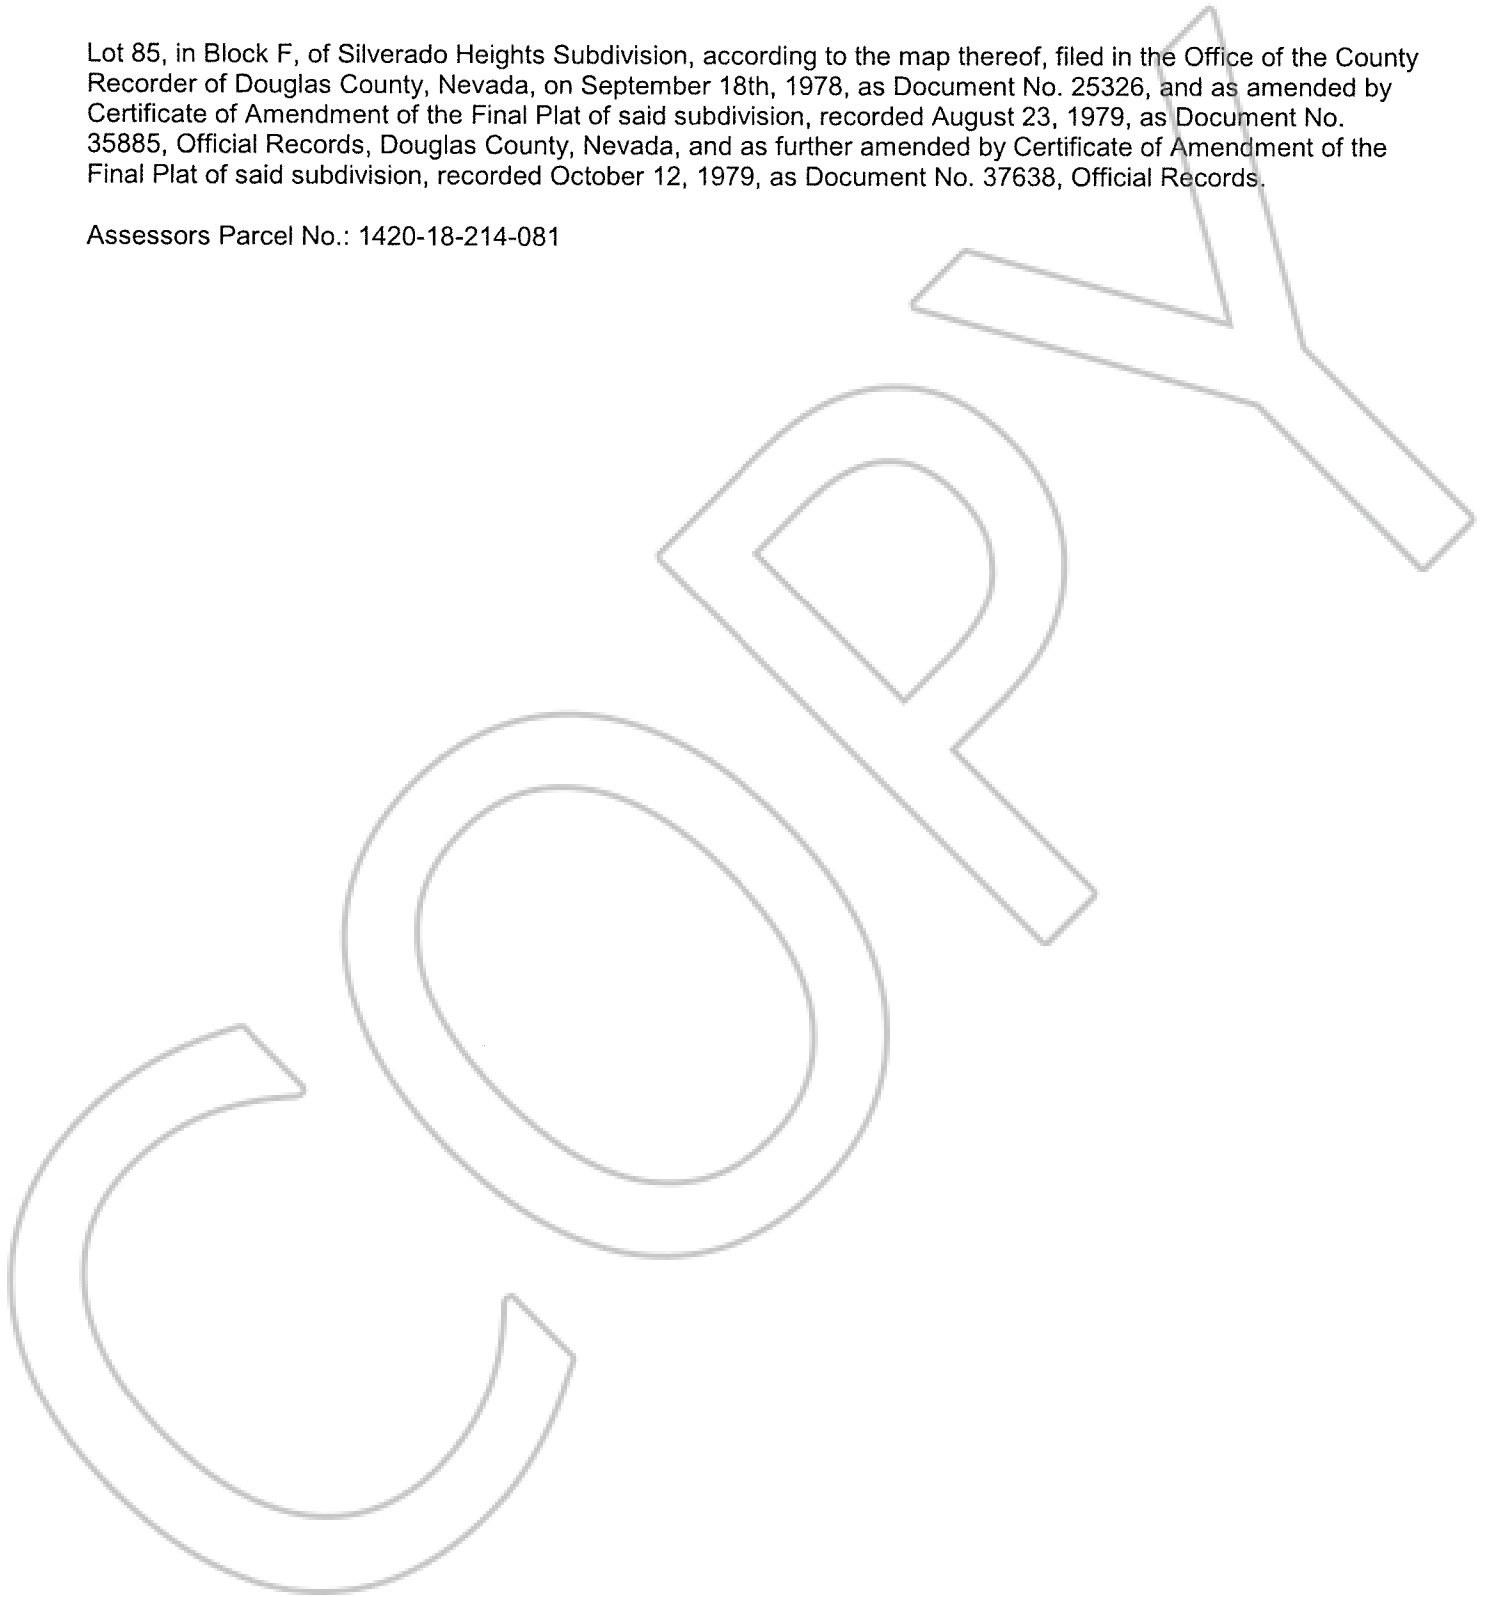 Lot 85, in Block F, of Silverado Heights Subdivision, according to the map thereof, filed in the Office of the County
Recorder of Douglas County, Nevada, on September 18th, 1978, as Document No. 25326, and as amended by
Certificate of Amendment of the Final Plat of said subdivision, recorded August 23, 1979, as Document No.
35885, Official Records, Douglas County, Nevada, and as further amended by Certificate of Amendment of the
Final Plat of said subdivision, recorded October 12, 1979, as Document No. 37638, Official Records.
Assessors Parcel No.: 1420-18-214-081
COPY